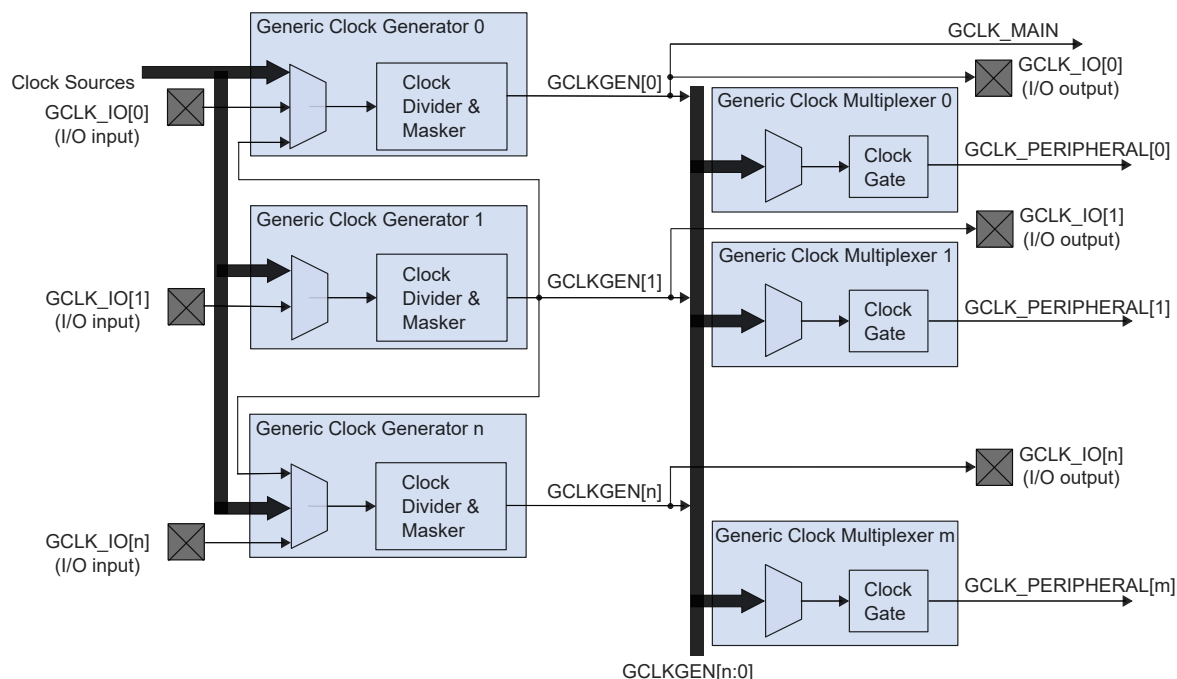 Generic Clock Generator 0
GCLK_MAIN
Clock Sources
GCLK_IO[0]
(I/O input)
Clock
Divider &
Masker
GCLKGEN[0]
GCLK_IO[0]
(I/O output)
Generic Clock Multiplexer 0
Clock
Gate
GCLK_PERIPHERAL[0]
Generic Clock Generator 1
GCLK_IO[1]
(I/O input)
Clock
Divider &
Masker
GCLKGEN[1]
GCLK_IO[1]
(I/O output)
Generic Clock Multiplexer 1
Clock
Gate
GCLK_PERIPHERAL[1]
Generic Clock Generator n
GCLK_IO[n]
(I/O input)
Clock
Divider &
Masker
GCLKGEN[n]
GCLK_IO[n]
(I/O output)
Generic Clock Multiplexer m
Clock
Gate
GCLK_PERIPHERAL[m]
GCLKGEN[n:0]